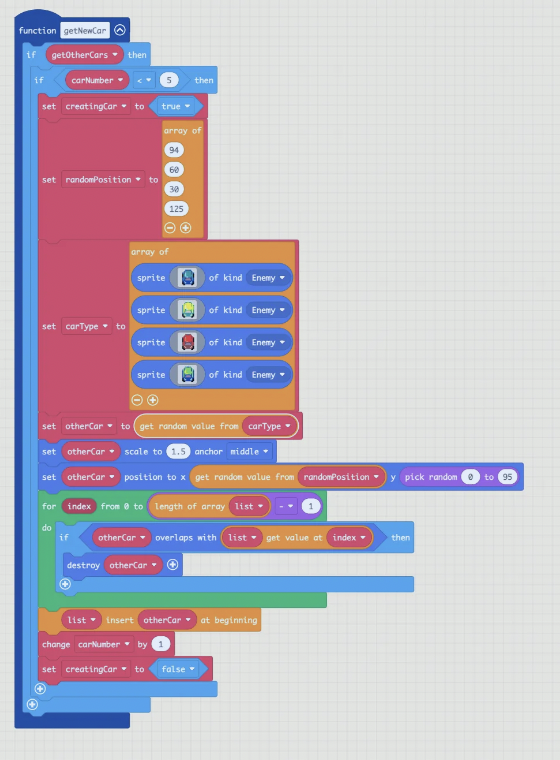 function getNewCar
if getOtherCars then
if carNumber < 5 then
set creatingCar to true
array of
94
60
set randomPosition to
30
125
array of
sprite of kind Enemy
sprite of kind Enemy
set carType to
sprite of kind Enemy
sprite of kind Enemy
set otherCar to get random value from carType
set otherCar scale to 1.5 anchor middle
set otherCar position to x get random value from randomPosition y pick random 0 to 95
for index from 0 to length of array list - 1
do
if otherCar overlaps with list get value at index then
destroy otherCar
list insert otherCar at beginning
change carNumber by 1
set creatingCar to false